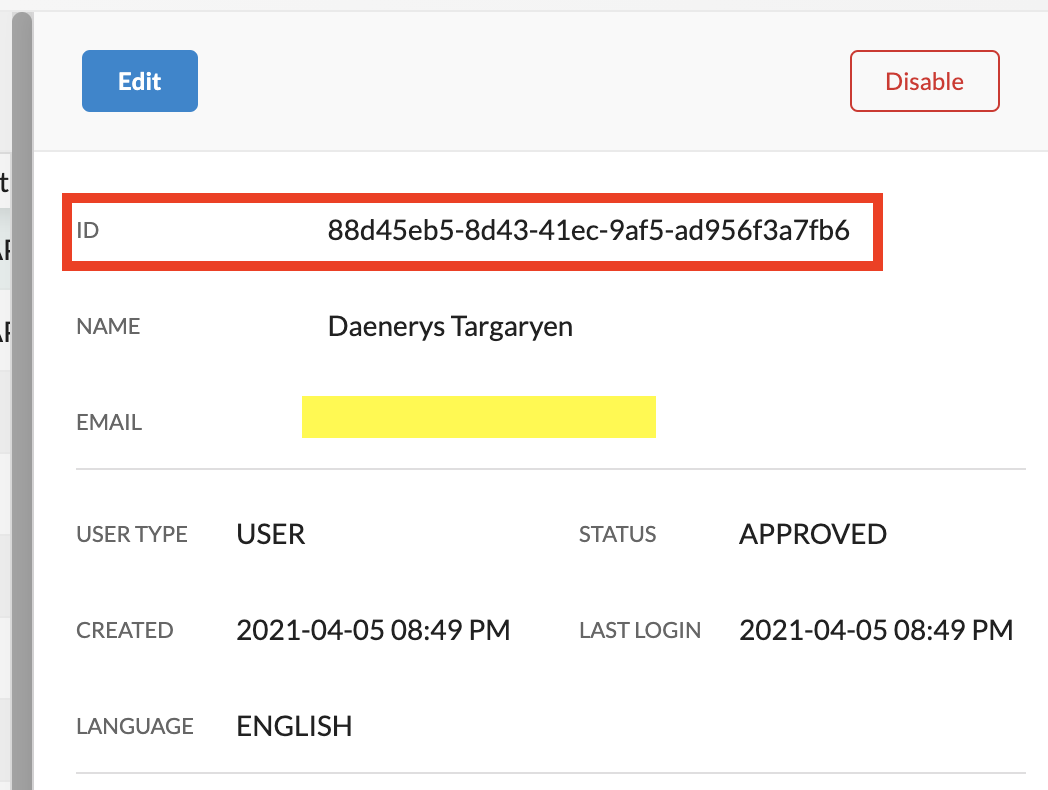 Edit Disable
ID 88d45eb5-8d43-41ec-9af5-ad956f3a7fb6
NAME Daenerys Targaryen
EMAIL
USER TYPE USER STATUS APPROVED
CREATED 2021-04-05 08:49 PM LAST LOGIN 2021-04-05 08:49 PM
LANGUAGE ENGLISH